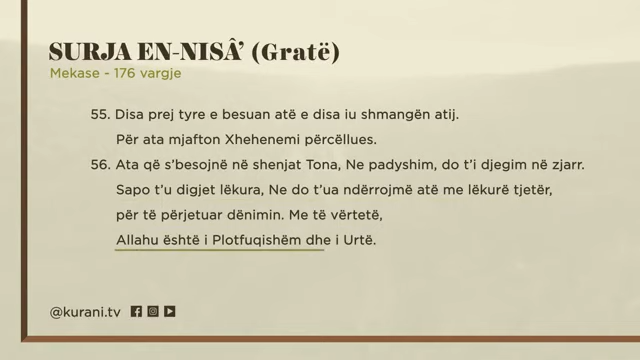 SURJA EN-NISÂ’ (Gratë)
Mekase - 176 vargje
55. Disa prej tyre e besuan atë e disa iu shmangën atij.
Për ata mjafton Xhehenemi përcëllues.
56. Ata që s’besojnë në shenjat Tona, Ne padyshim, do t’i djegim në zjarr.
Sapo t’u digjet lëkura, Ne do t’ua ndërrojmë atë me lëkurë tjetër,
për të përjetuar dënimin. Me të vërtetë,
Allahu është i Plotfuqishëm dhe i Urtë.
@kurani.tv